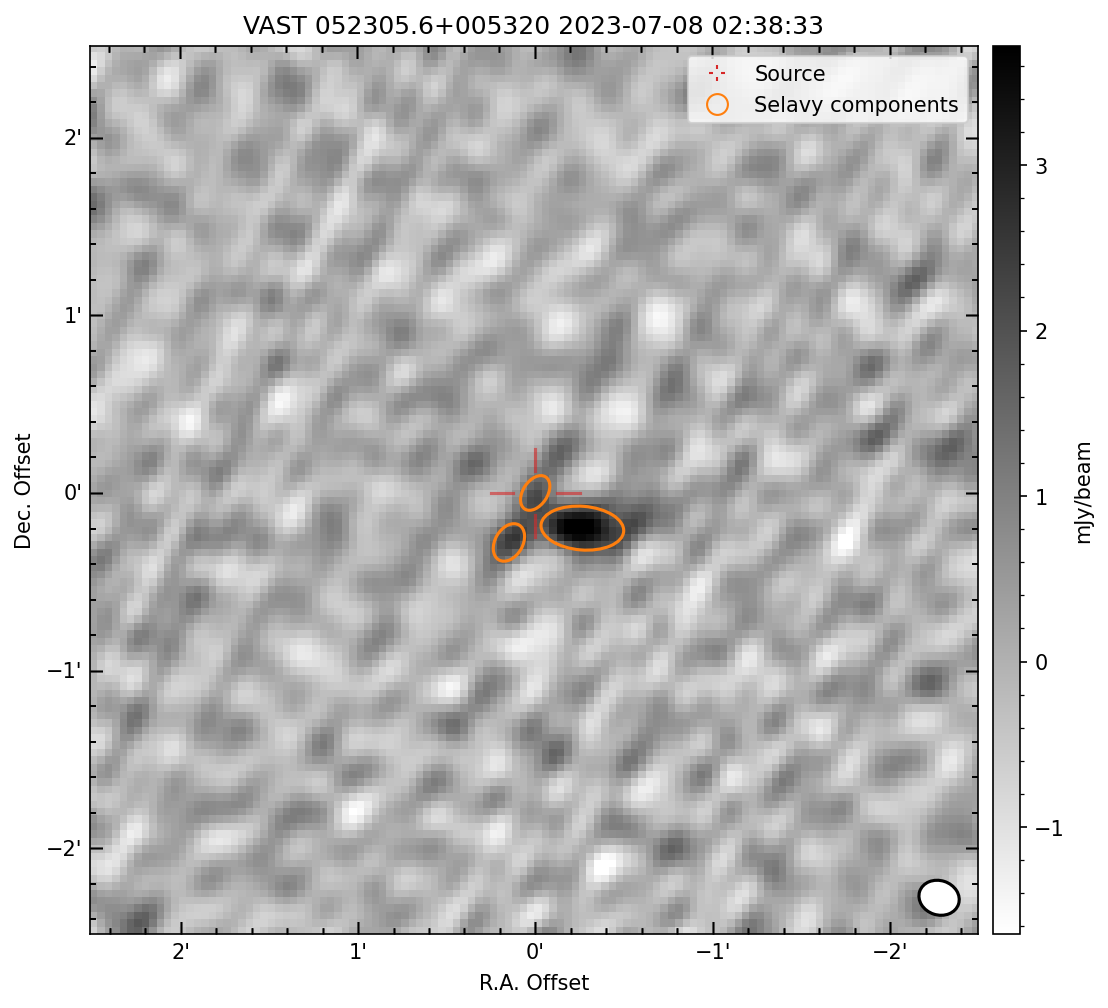 VAST 052305.6+005320 2023-07-08 02:38:33
Source
Selavy components
2'
1'
0'
−1'
−2'
Dec. Offset
2'
1'
0'
−1'
−2'
R.A. Offset
3
2
1
0
−1
mJy/beam